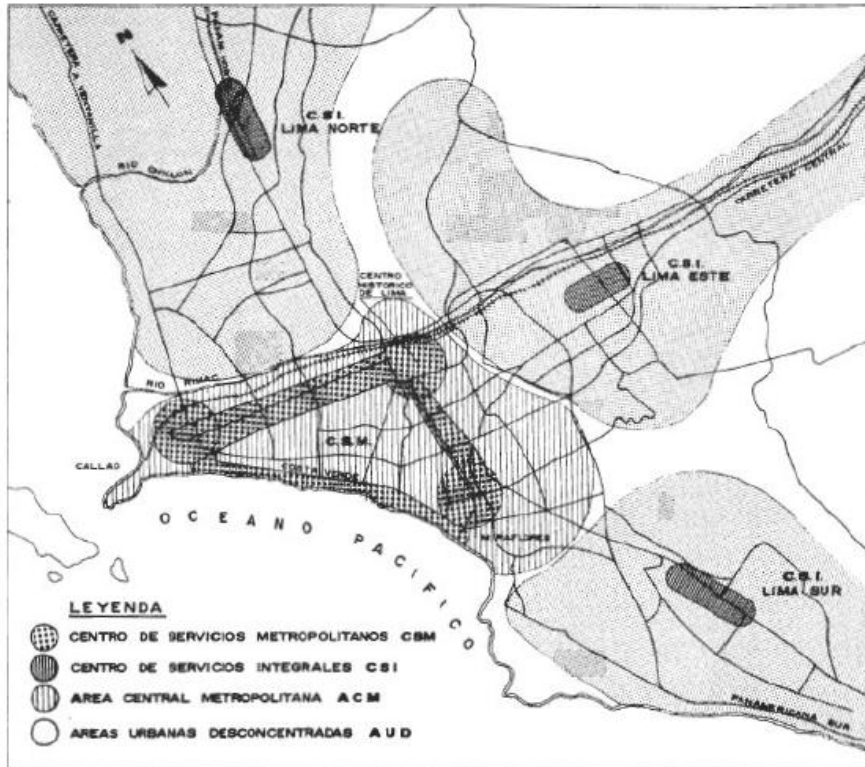 CARRETERA A VENTANILLA
N
C.S.I.
LIMA NORTE
RIO CHILLON
CARRETERA CENTRAL
C.S.I.
LIMA ESTE
CENTRO
HISTORICO
DE LIMA
RIO RIMAC
C.S.M.
CALLAO
COSTA VERDE
MIRAFLORES
OCEANO PACIFICO
C.S.I.
LIMA SUR
PANAMERICANA SUR
LEYENDA
CENTRO DE SERVICIOS METROPOLITANOS CSM
CENTRO DE SERVICIOS INTEGRALES CSI
AREA CENTRAL METROPOLITANA ACM
AREAS URBANAS DESCONCENTRADAS AUD